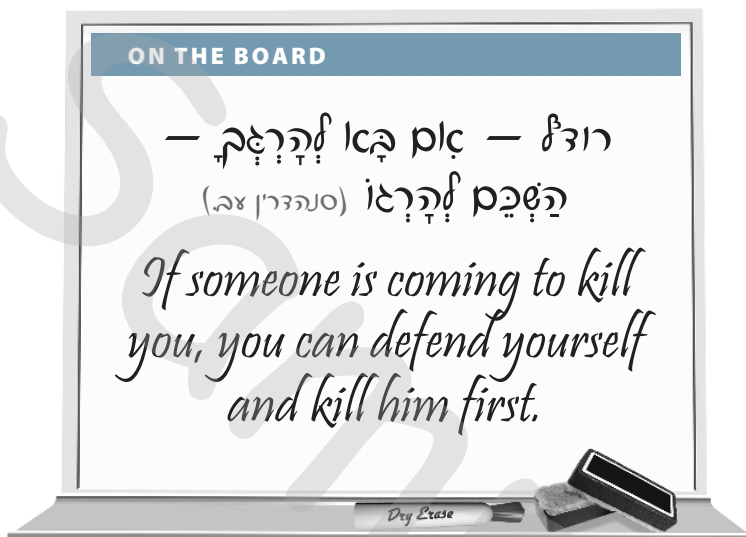 ON THE BOARD
רודף — אִם בָּא לְהָרְגְּךָ —
הַשְׁכֵּם לְהָרְגוֹ (סנהדרין עב.)
If someone is coming to kill
you, you can defend yourself
and kill him first.
Dry Erase